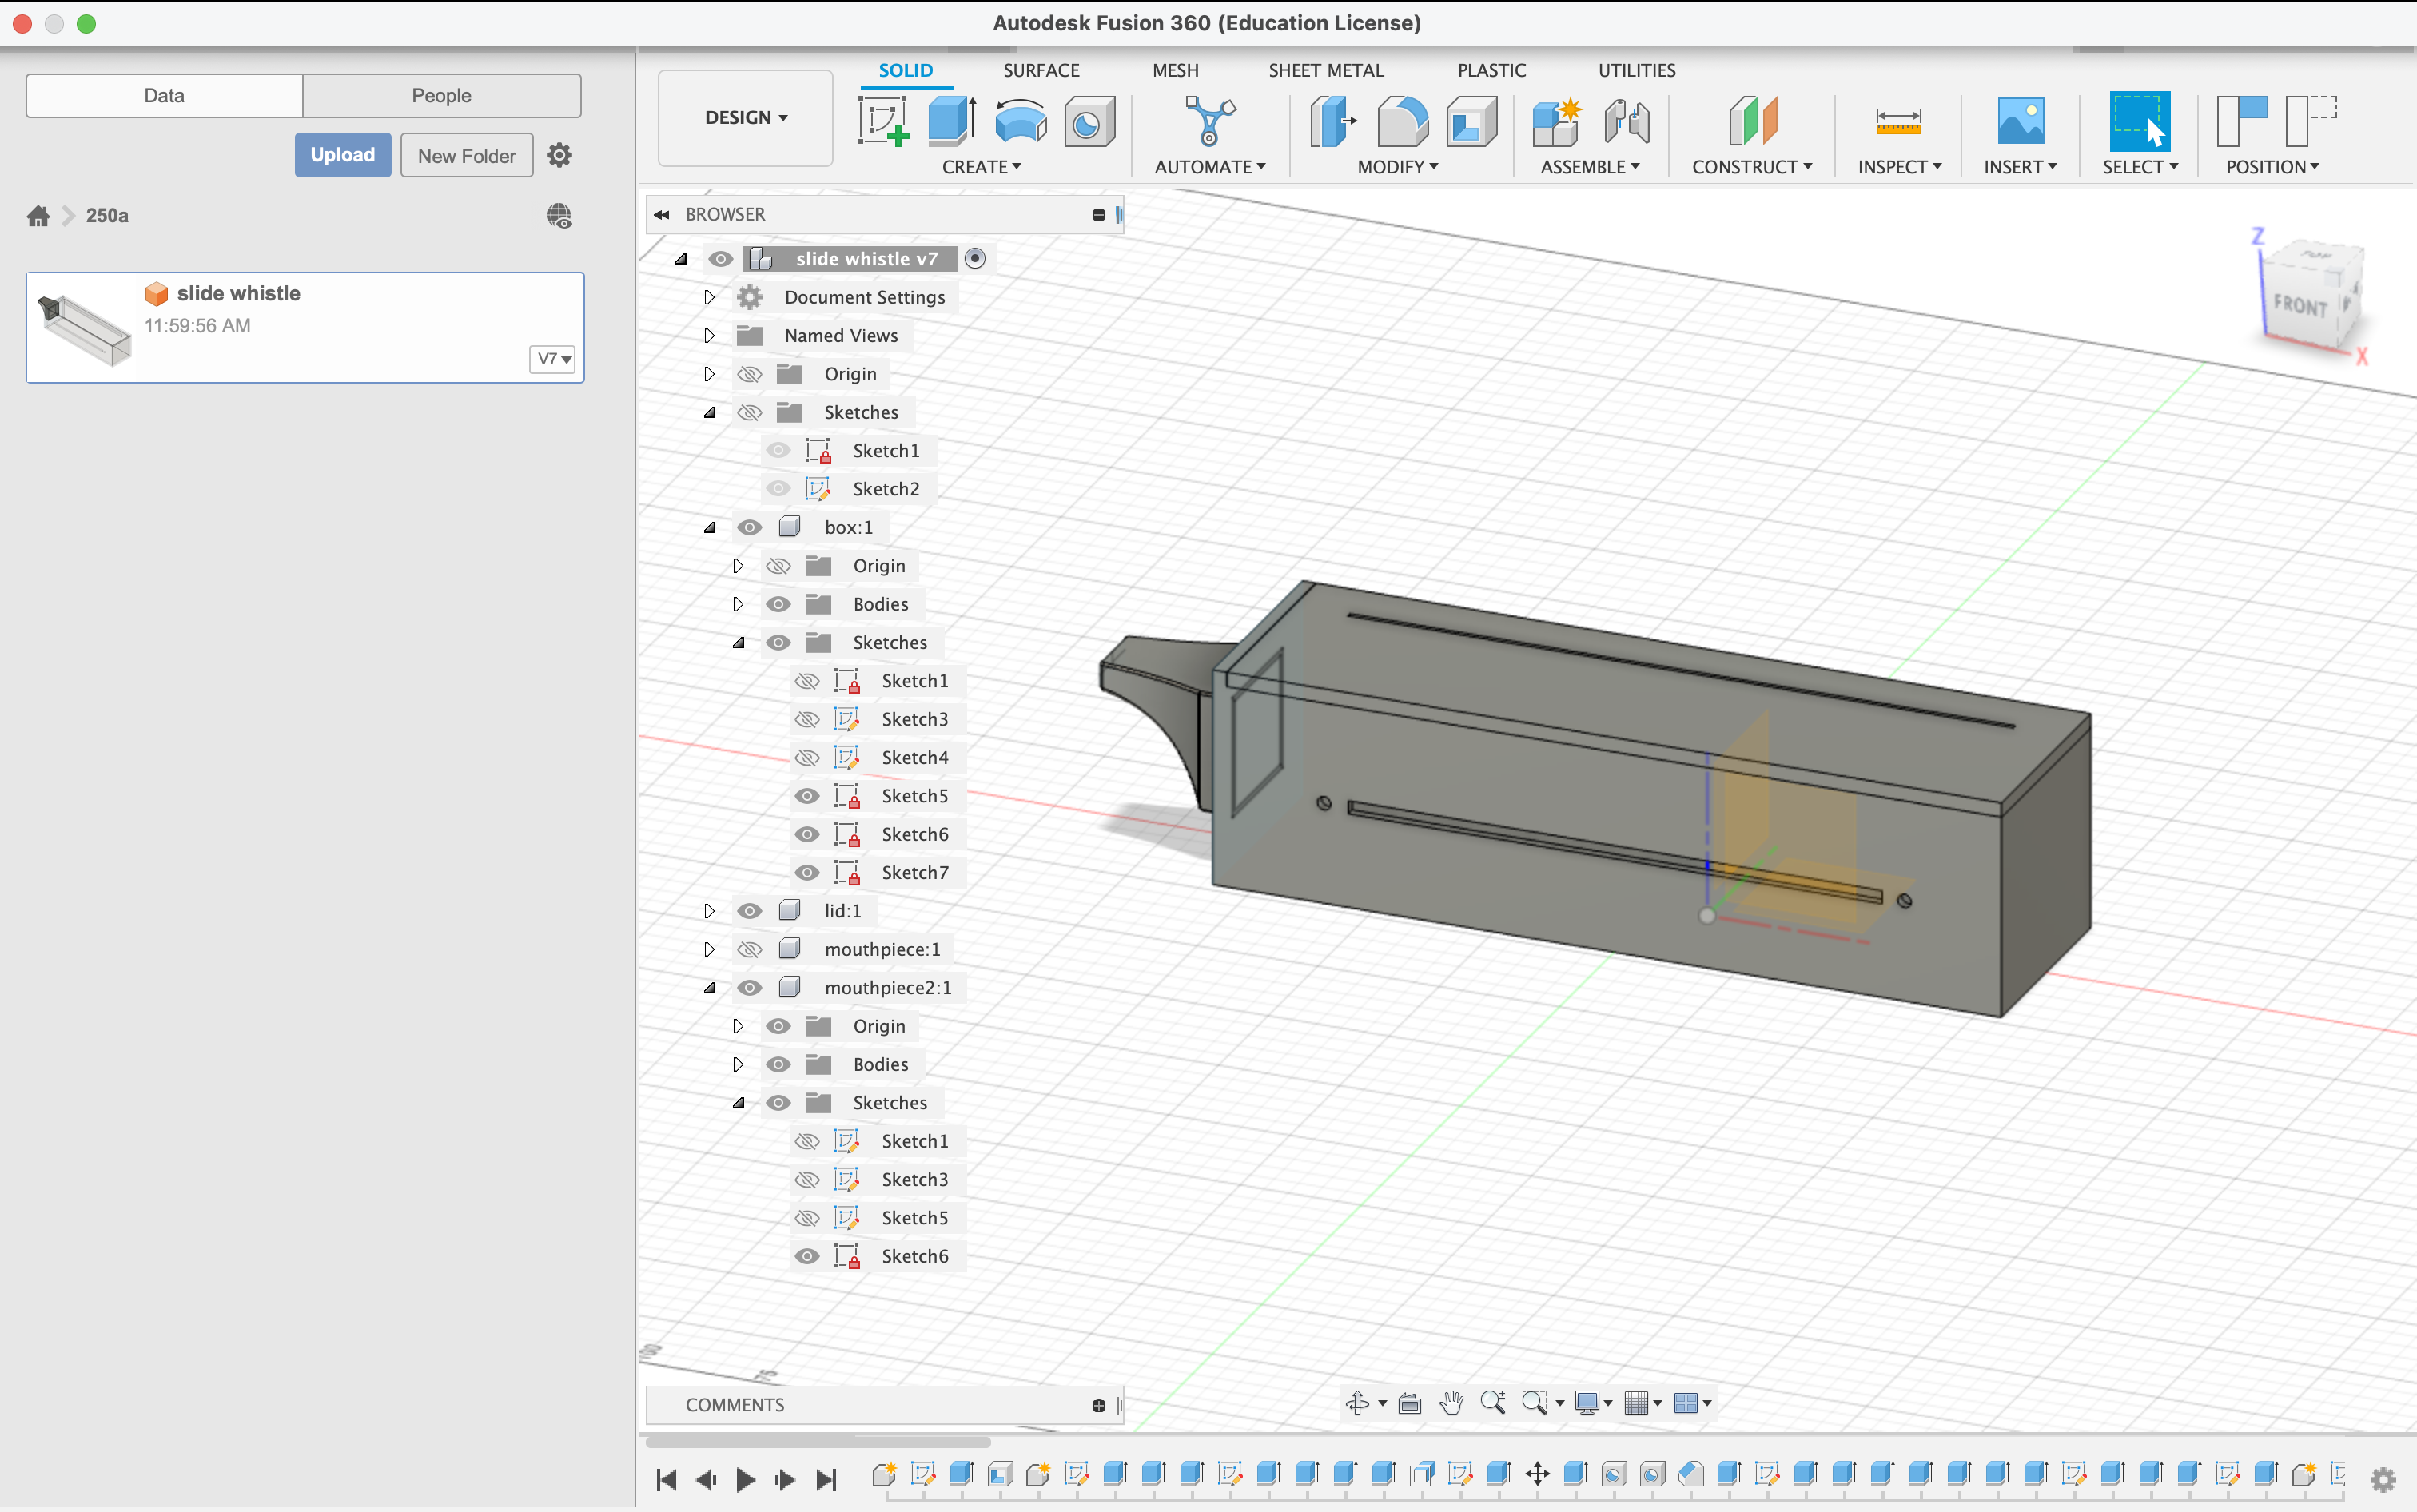 Autodesk Fusion 360 (Education License)
Data
People
Upload
New Folder
250a
slide whistle
11:59:56 AM
V7
DESIGN
SOLID
SURFACE
MESH
SHEET METAL
PLASTIC
UTILITIES
CREATE
AUTOMATE
MODIFY
ASSEMBLE
CONSTRUCT
INSPECT
INSERT
SELECT
POSITION
BROWSER
slide whistle v7
Document Settings
Named Views
Origin
Sketches
Sketch1
Sketch2
box:1
Origin
Bodies
Sketches
Sketch1
Sketch3
Sketch4
Sketch5
Sketch6
Sketch7
lid:1
mouthpiece:1
mouthpiece2:1
Origin
Bodies
Sketches
Sketch1
Sketch3
Sketch5
Sketch6
Z
TOP
FRONT
X
COMMENTS